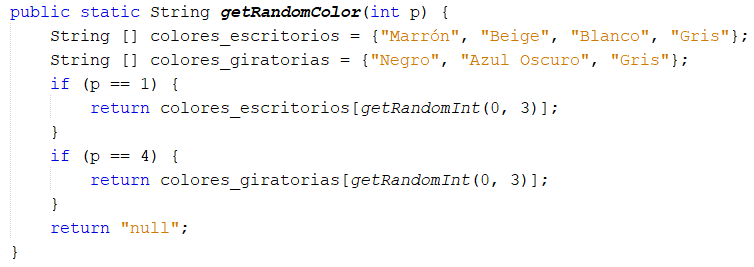 public static String getRandomColor(int p) {
    String [] colores_escritorios = {"Marrón", "Beige", "Blanco", "Gris"};
    String [] colores_giratorias = {"Negro", "Azul Oscuro", "Gris"};
    if (p == 1) {
        return colores_escritorios[getRandomInt(0, 3)];
    }
    if (p == 4) {
        return colores_giratorias[getRandomInt(0, 3)];
    }
    return "null";
}